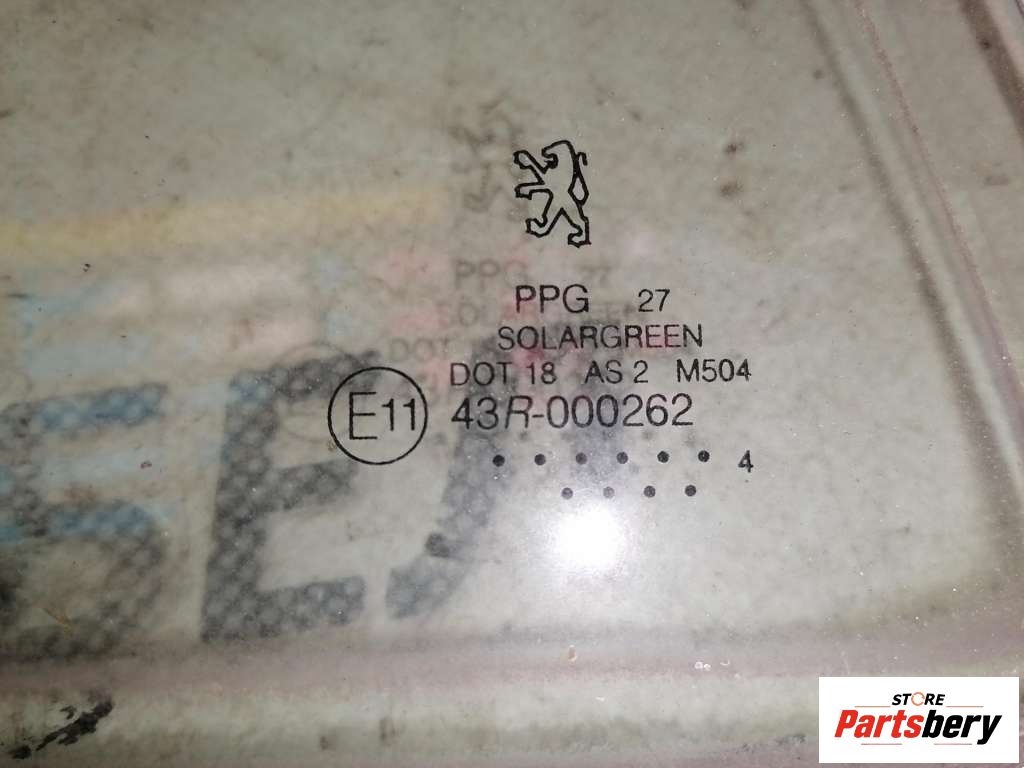 PPG 27
SOLARGREEN
DOT 18 AS 2 M504
E11 43R-000262
• • • • • • 4
• • • •
STORE
Partsbery